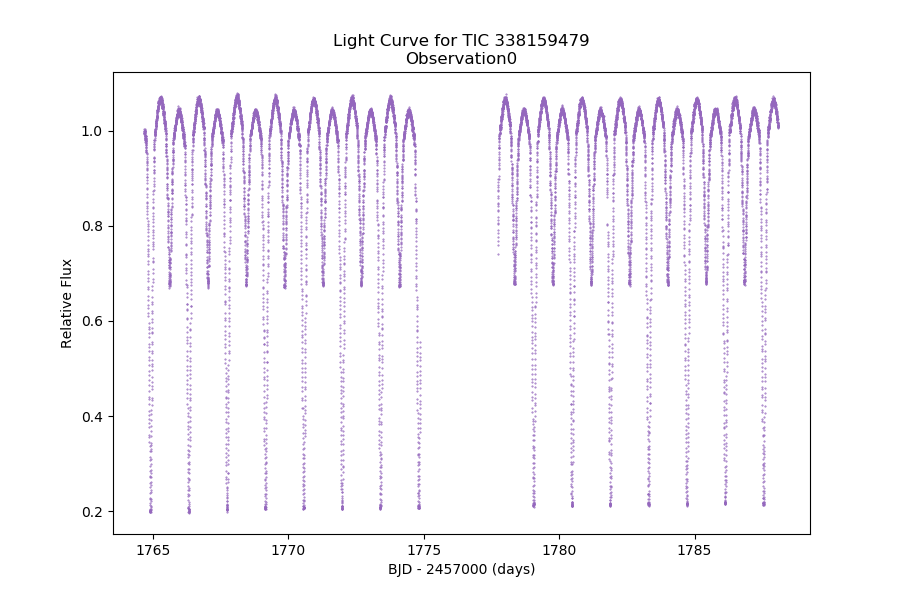 Light Curve for TIC 338159479
Observation0
1.0
0.8
0.6
0.4
0.2
Relative Flux
1765
1770
1775
1780
1785
BJD - 2457000 (days)